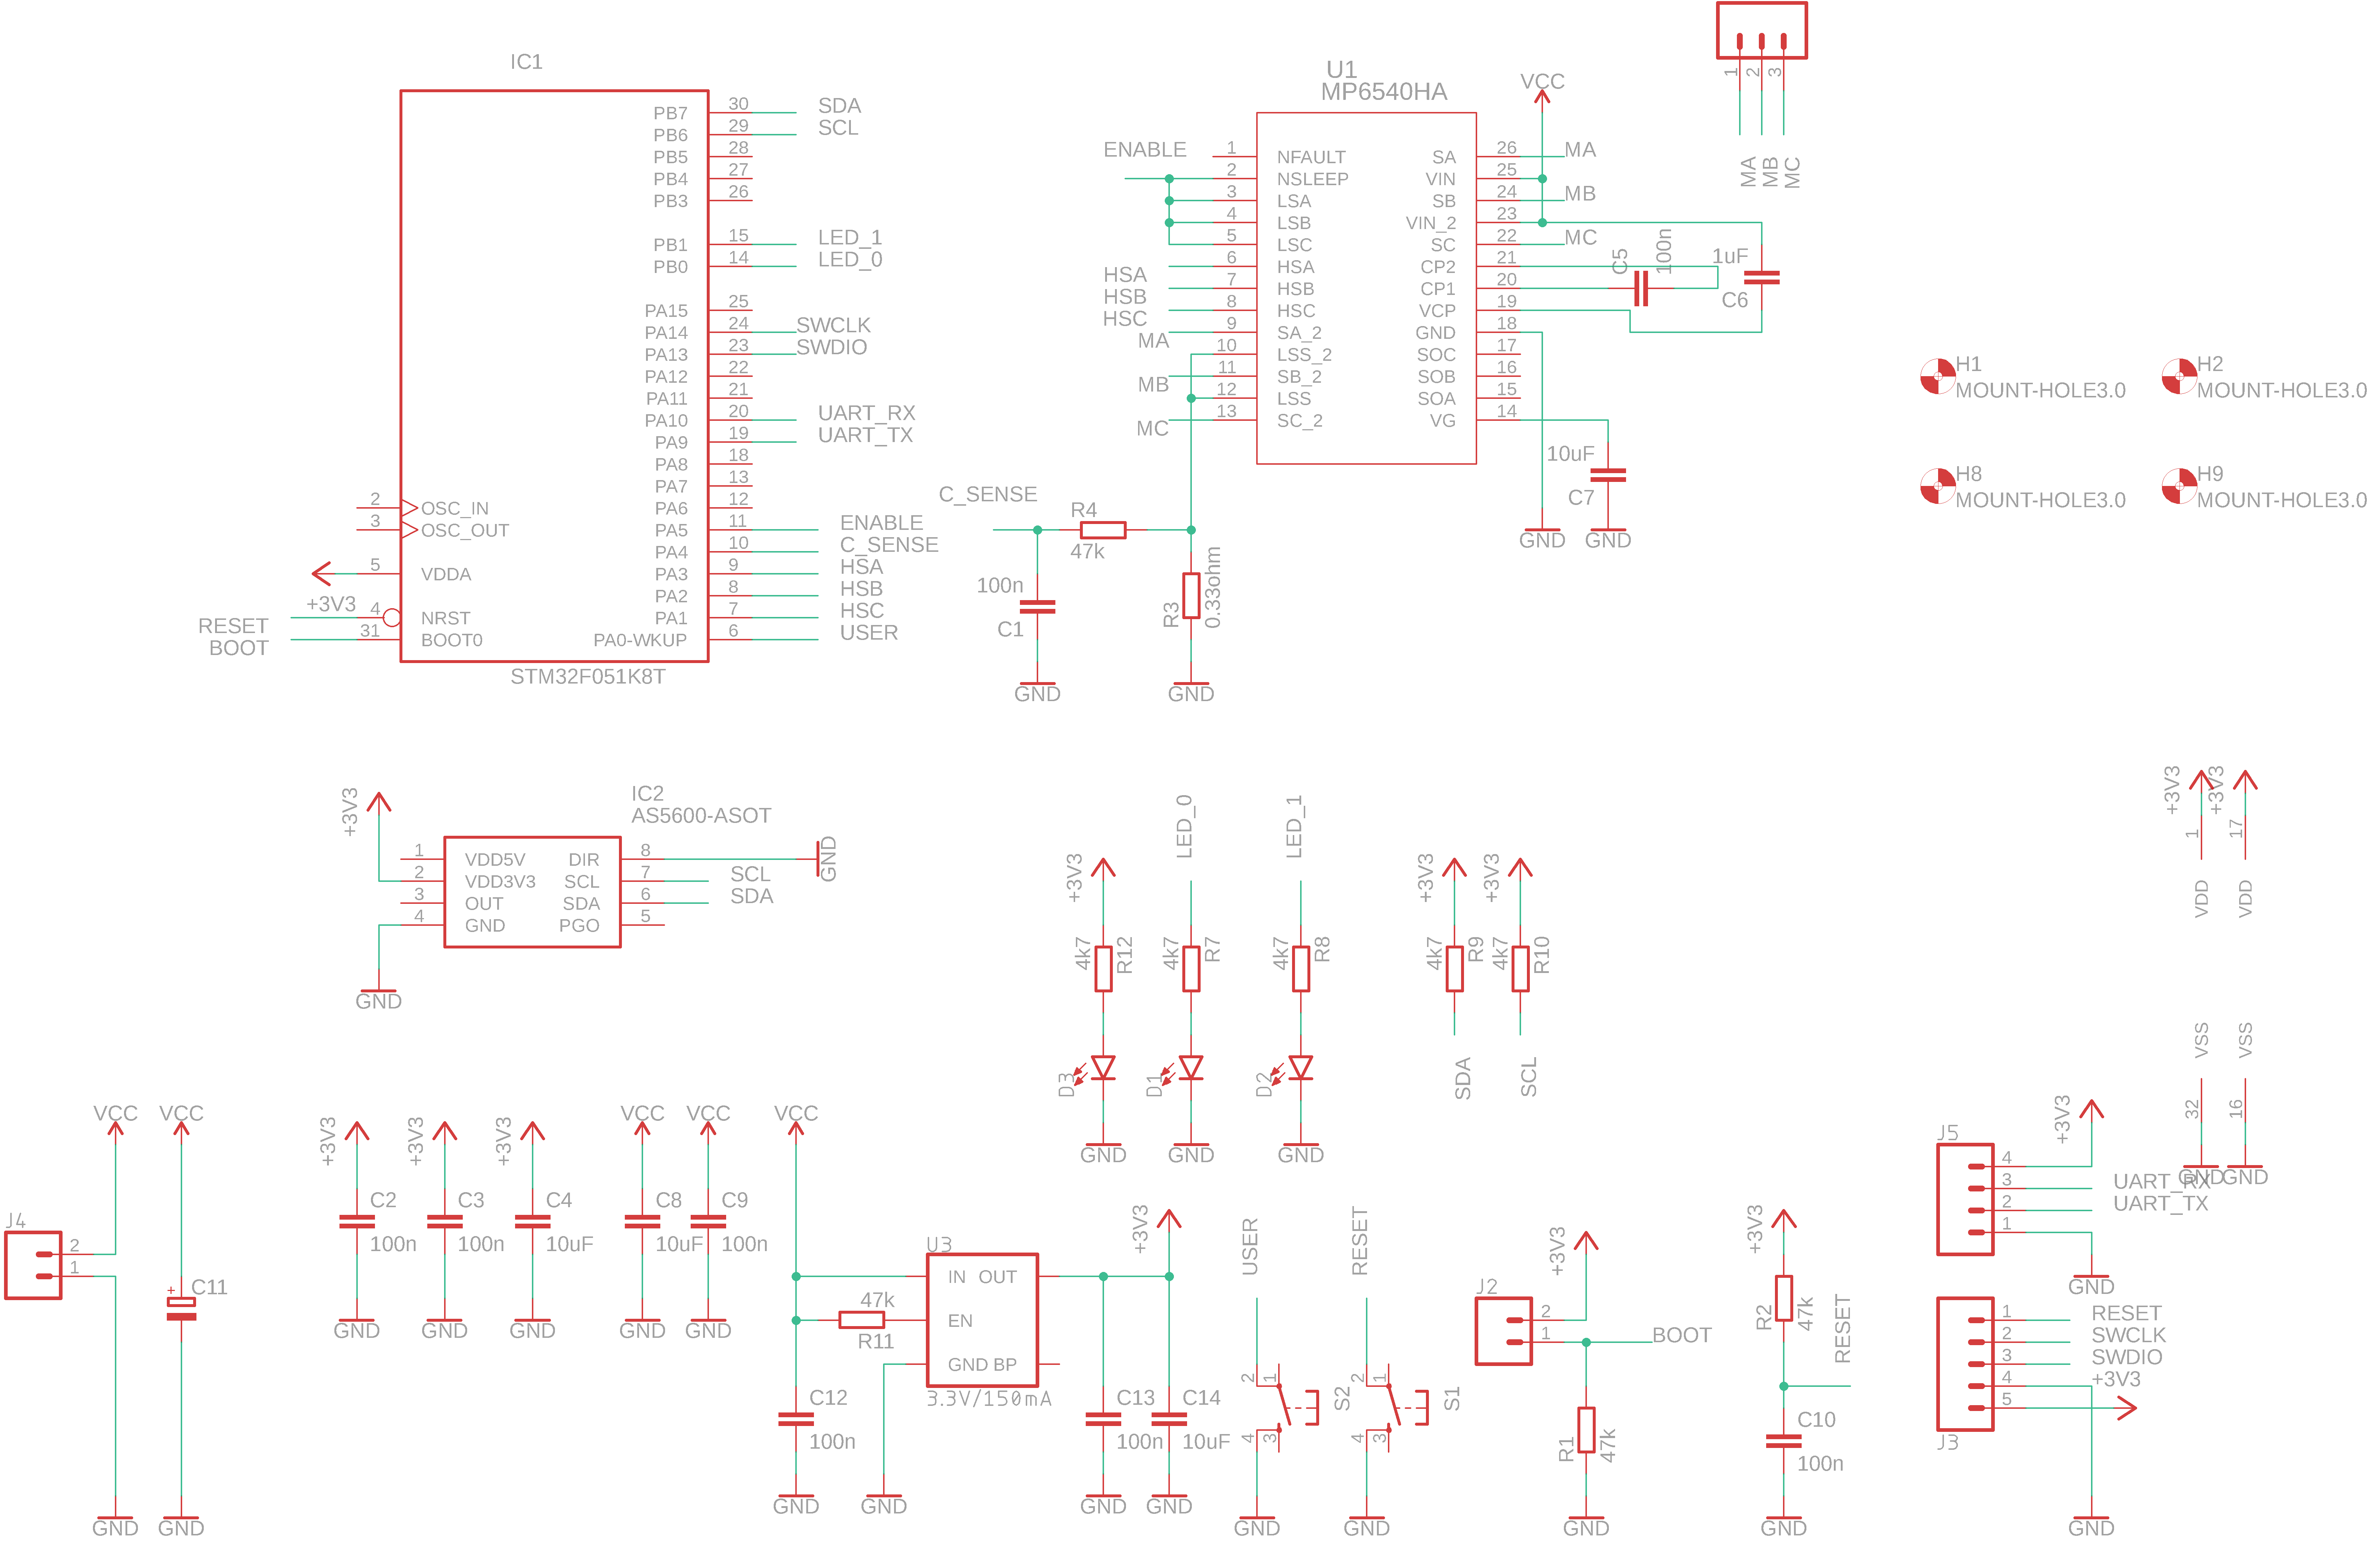 IC1
PB7 30 SDA
PB6 29 SCL
PB5 28
PB4 27
PB3 26
PB1 15 LED_1
PB0 14 LED_0
PA15 25
PA14 24 SWCLK
PA13 23 SWDIO
PA12 22
PA11 21
PA10 20 UART_RX
PA9 19 UART_TX
PA8 18
PA7 13
2 OSC_IN PA6 12
3 OSC_OUT PA5 11 ENABLE
PA4 10 C_SENSE
5 VDDA PA3 9 HSA
+3V3
PA2 8 HSB
RESET 4 NRST PA1 7 HSC
BOOT 31 BOOT0 PA0-WKUP 6 USER
STM32F051K8T
U1
MP6540HA
VCC
ENABLE 1 NFAULT SA 26 MA
2 NSLEEP VIN 25
3 LSA SB 24 MB
4 LSB VIN_2 23
5 LSC SC 22 MC
HSA 6 HSA CP2 21
HSB 7 HSB CP1 20
HSC 8 HSC VCP 19
MA 9 SA_2 GND 18
10 LSS_2 SOC 17
MB 11 SB_2 SOB 16
12 LSS SOA 15
MC 13 SC_2 VG 14
C5 100n
1uF
C6
10uF
C7
GND GND
1 2 3
MA MB MC
C_SENSE
R4
47k
100n
C1
R3 0.33ohm
GND GND
H1
MOUNT-HOLE3.0
H2
MOUNT-HOLE3.0
H8
MOUNT-HOLE3.0
H9
MOUNT-HOLE3.0
+3V3
IC2
AS5600-ASOT
1 VDD5V DIR 8 GND
2 VDD3V3 SCL 7 SCL
3 OUT SDA 6 SDA
4 GND PGO 5
GND
+3V3 LED_0 LED_1
4k7 R12 4k7 R7 4k7 R8
D3 D1 D2
GND GND GND
+3V3 +3V3
4k7 R9 4k7 R10
SDA SCL
+3V3 +3V3
1 17
VDD VDD
VSS VSS
32 16
GND GND
J4
2
1
VCC VCC
C11
+
GND GND
+3V3 +3V3 +3V3 VCC VCC
C2 C3 C4 C8 C9
100n 100n 10uF 10uF 100n
GND GND GND GND GND
VCC
U3
IN OUT
EN
GND BP
3.3V/150mA
47k
R11
C12
100n
GND GND
+3V3
C13 C14
100n 10uF
GND GND
USER RESET
2 1 2 1
S2 S1
4 3 4 3
GND GND
J2
2
1
+3V3
BOOT
R1 47k
GND
+3V3
R2 47k
RESET
C10
100n
GND
J5
+3V3
4
3 UART_RX
2 UART_TX
1
GND
1 RESET
2 SWCLK
3 SWDIO
4 +3V3
5
J3
GND